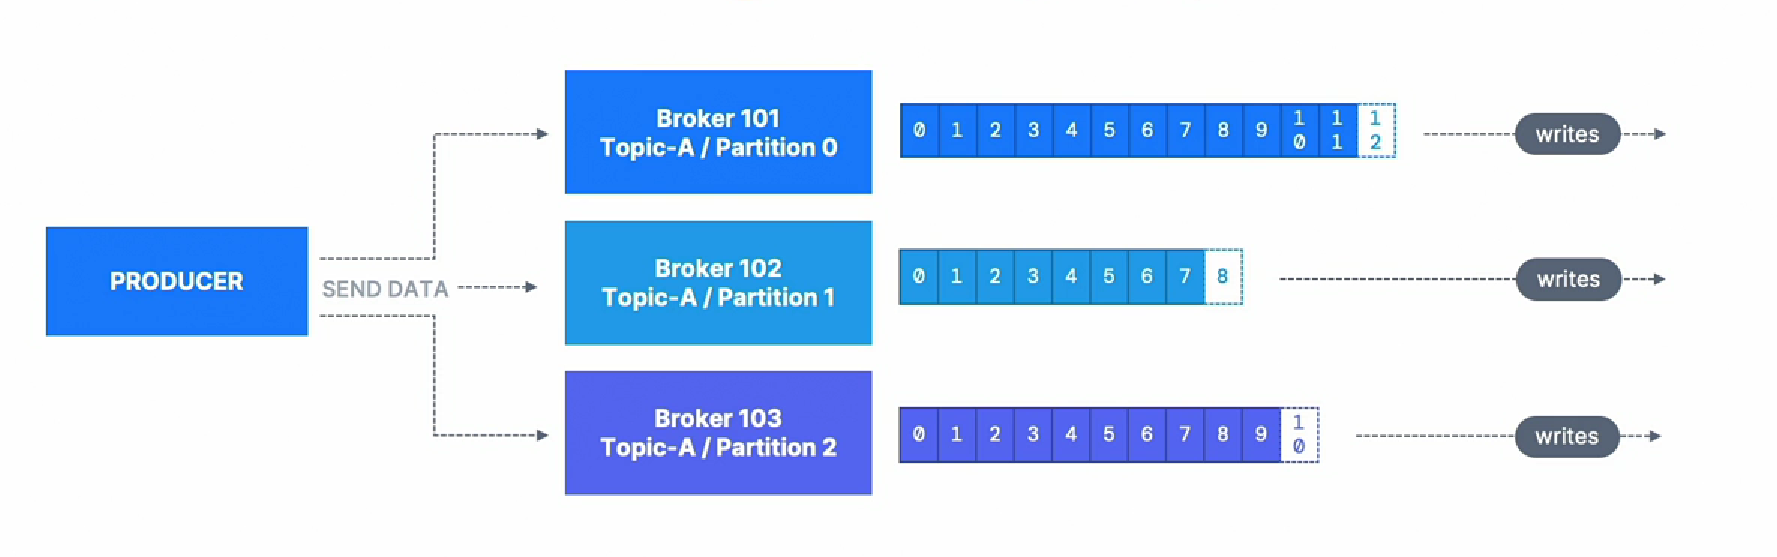 Broker 101
Topic-A / Partition 0
0 1 2 3 4 5 6 7 8 9 10 11 12
writes
PRODUCER
SEND DATA
Broker 102
Topic-A / Partition 1
0 1 2 3 4 5 6 7 8
writes
Broker 103
Topic-A / Partition 2
0 1 2 3 4 5 6 7 8 9 10
writes